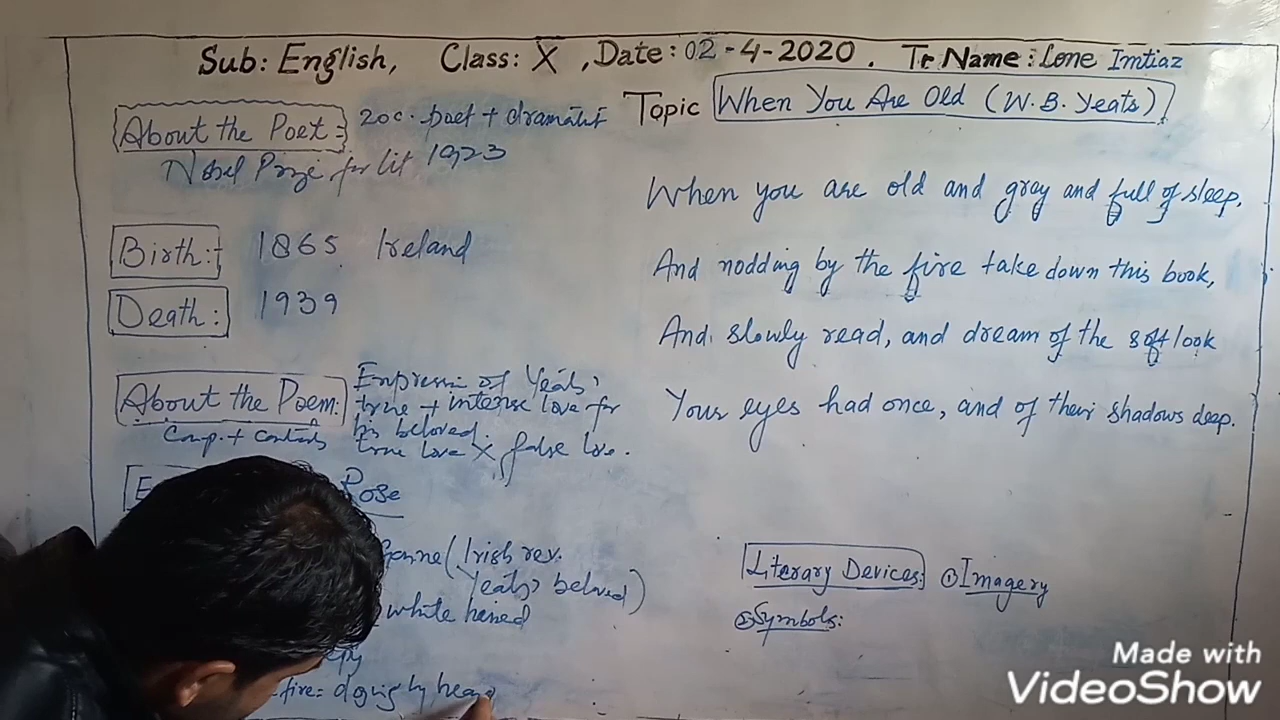 Sub: English, Class: X, Date: 02-4-2020. Tr Name: Lone Imtiaz
Topic When You Are Old (W. B. Yeats)
About the Poet:- 20 c. poet + dramatist
Nobel Prize for lit 1923
Birth:- 1865 Ireland
Death: 1939
About the Poem: Expression of Yeats'
true + intense love for
his beloved.
Comp. + Contrasts true love X false love.
Rose
Gonne (Irish rev.
Yeats' beloved)
white haired
fire = dozing by
When you are old and grey and full of sleep,
And nodding by the fire take down this book,
And slowly read, and dream of the soft look
Your eyes had once, and of their shadows deep.
Literary Devices: ① Imagery
② Symbols:
Made with
VideoShow